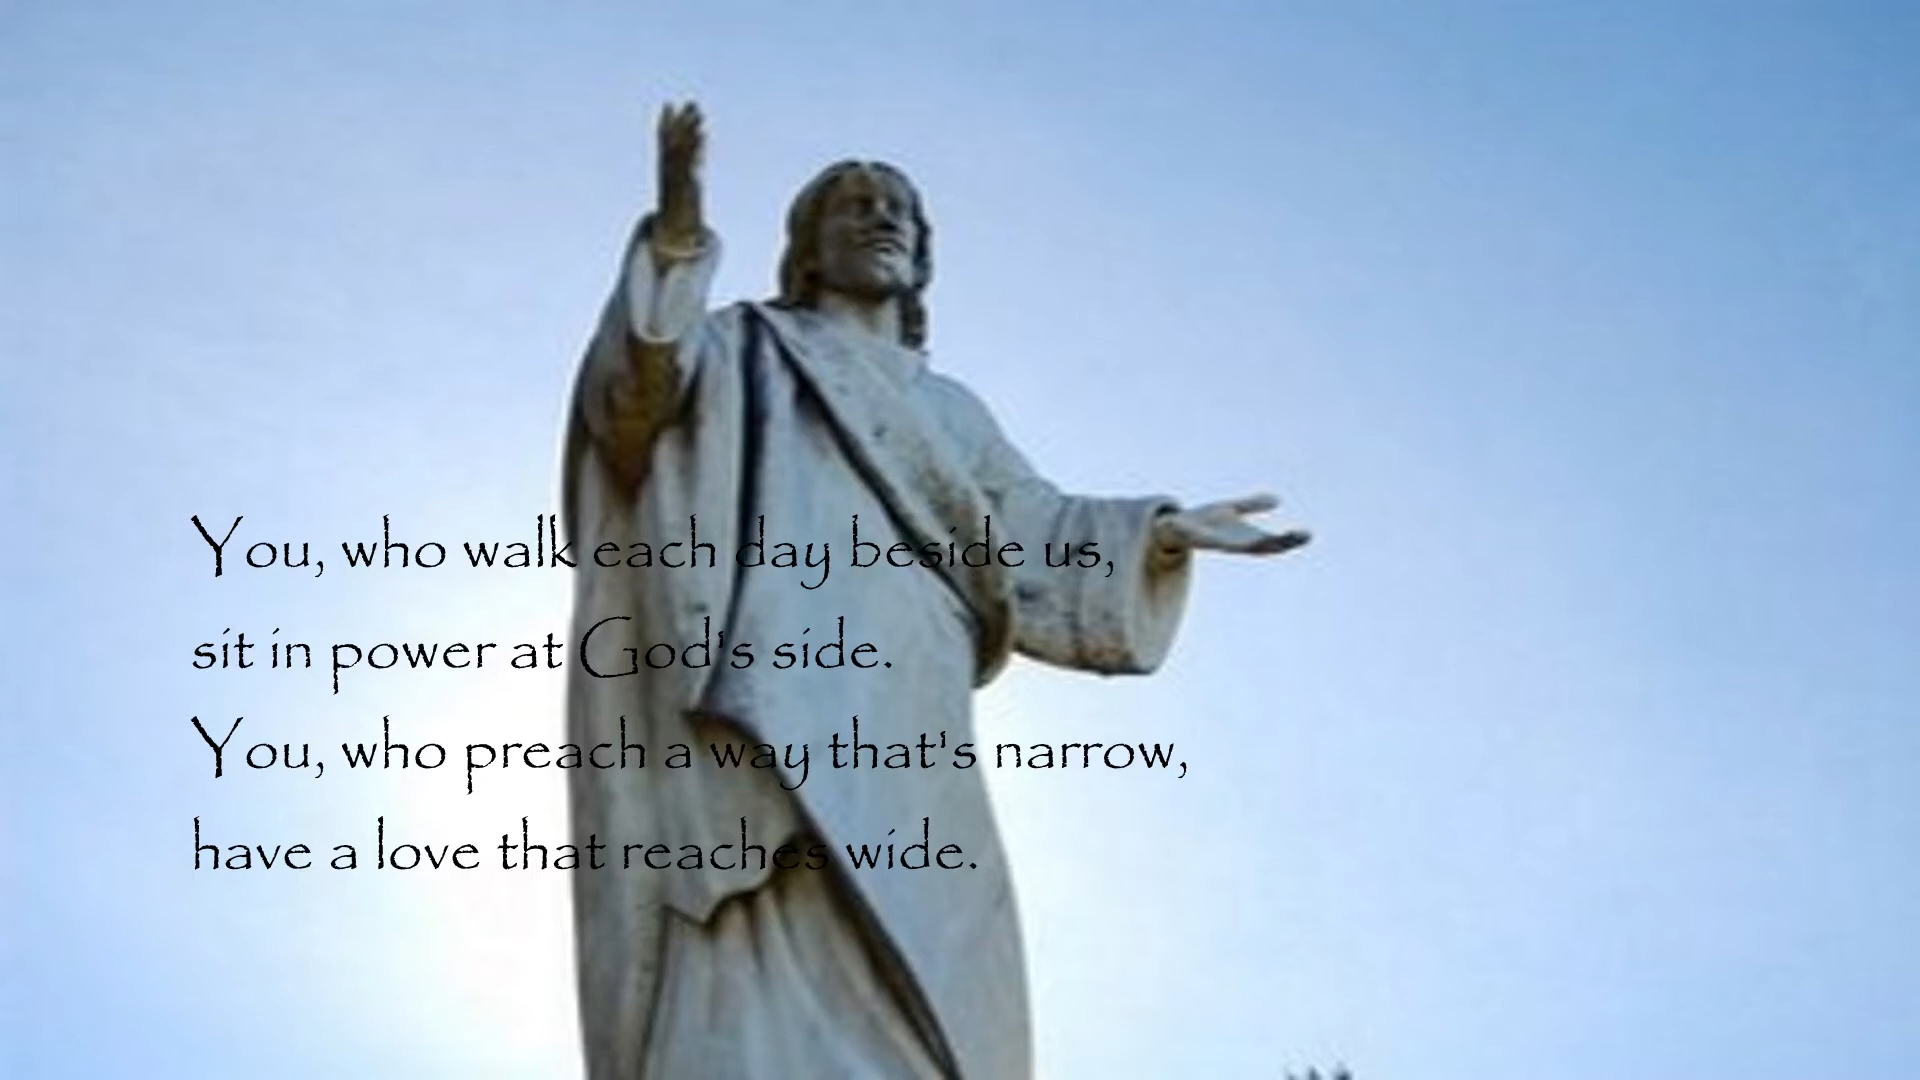 You, who walk each day beside us,
sit in power at God's side.
You, who preach a way that's narrow,
have a love that reaches wide.